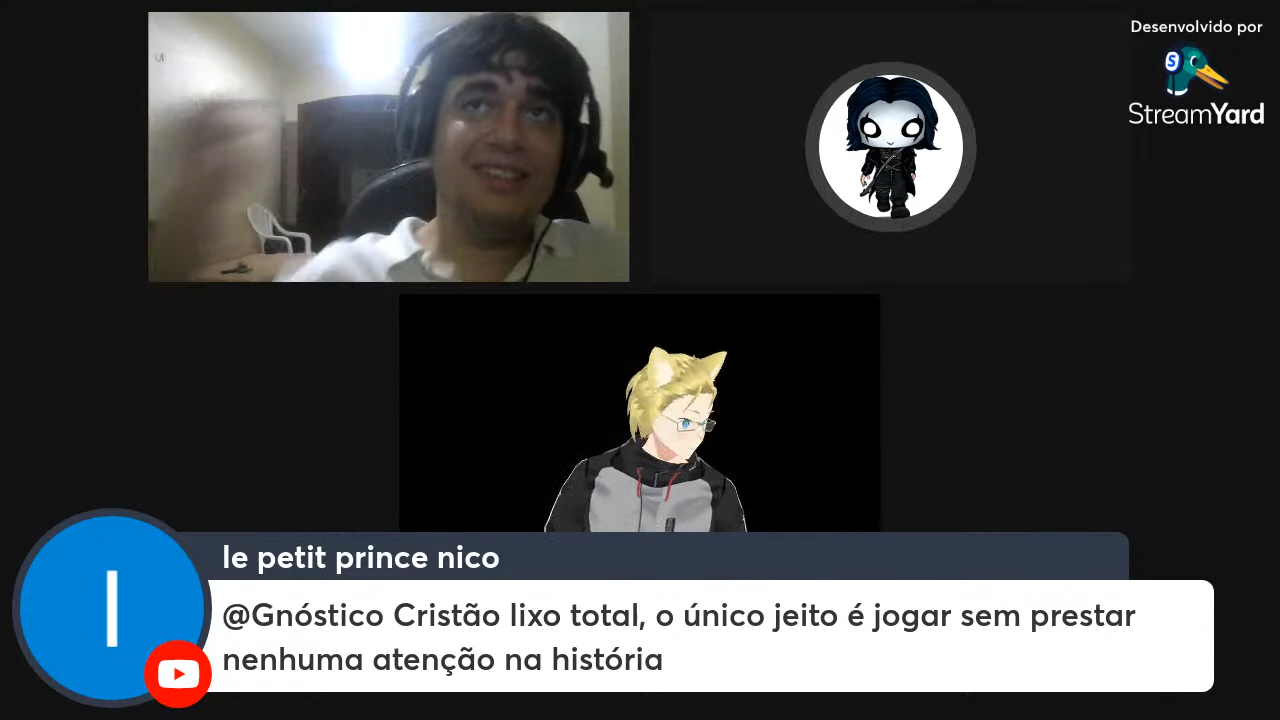 Desenvolvido por
S
StreamYard
le petit prince nico
l
@Gnóstico Cristão lixo total, o único jeito é jogar sem prestar
nenhuma atenção na história